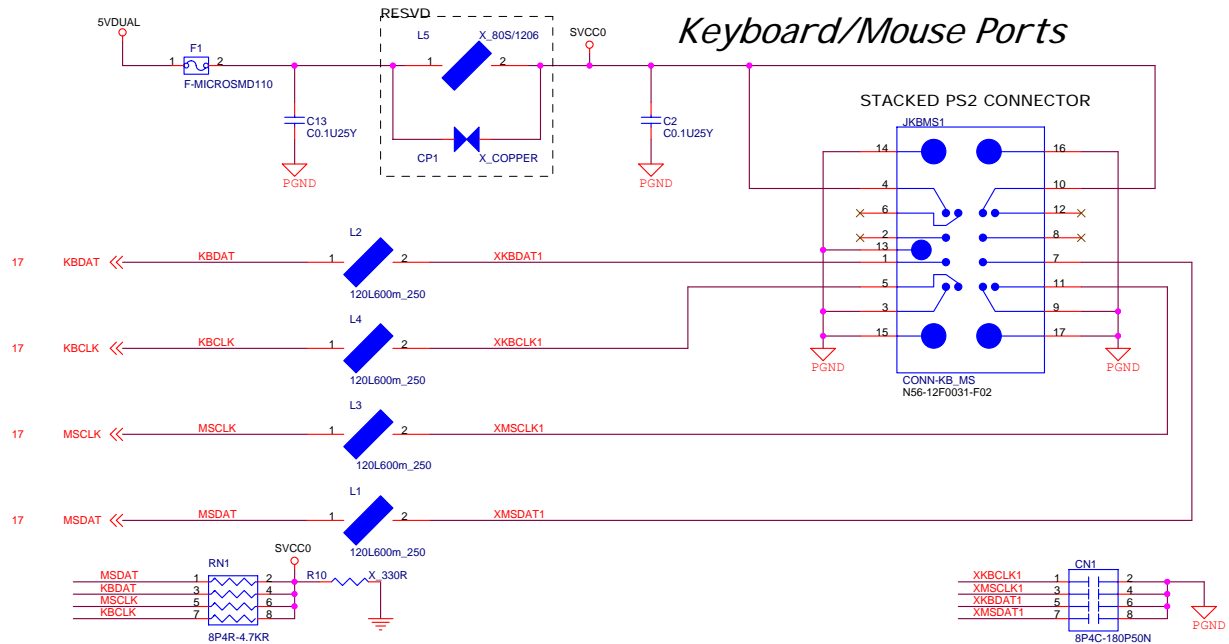 Keyboard/Mouse Ports
RESVD
5VDUAL
F1
1 2
F-MICROSMD110
L5 X_80S/1206
1 2
SVCC0
C13
C0.1U25Y
PGND
CP1 X_COPPER
C2
C0.1U25Y
PGND
STACKED PS2 CONNECTOR
JKBMS1
14 16
4 10
6 12
2 8
13
1 7
5 11
3 9
15 17
PGND
PGND
CONN-KB_MS
N56-12F0031-F02
L2
17 KBDAT KBDAT 1 2 XKBDAT1
120L600m_250
L4
17 KBCLK KBCLK 1 2 XKBCLK1
120L600m_250
L3
17 MSCLK MSCLK 1 2 XMSCLK1
120L600m_250
L1
17 MSDAT MSDAT 1 2 XMSDAT1
120L600m_250
SVCC0
RN1
MSDAT 1 2
KBDAT 3 4
MSCLK 5 6
KBCLK 7 8
8P4R-4.7KR
R10 X_330R
CN1
XKBCLK1 1 2
XMSCLK1 3 4
XKBDAT1 5 6
XMSDAT1 7 8
8P4C-180P50N
PGND